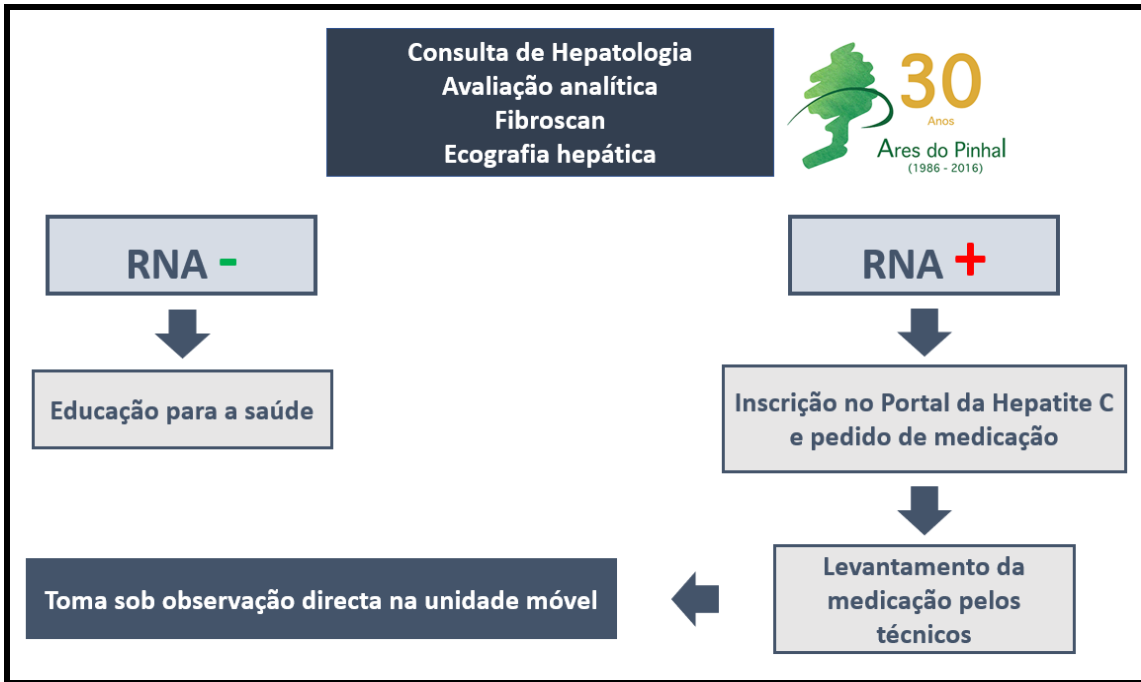 Consulta de Hepatologia
Avaliação analítica
Fibroscan
Ecografia hepática
30
Anos
Ares do Pinhal
(1986 - 2016)
RNA -
RNA +
Educação para a saúde
Inscrição no Portal da Hepatite C
e pedido de medicação
Toma sob observação directa na unidade móvel
Levantamento da
medicação pelos
técnicos